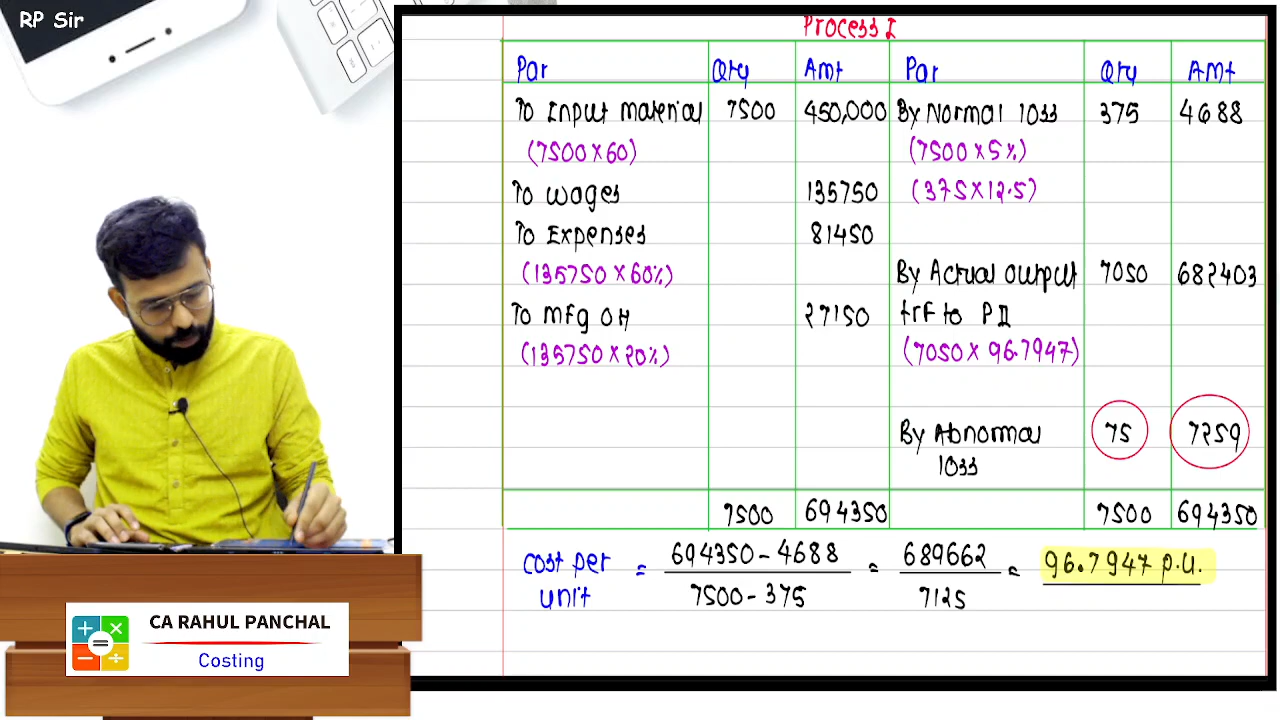 RP Sir
Process I
Par Qty Amt Par Qty Amt
To Input material 7500 450,000 By Normal loss 375 4688
(7500 × 60) (7500 × 5%)
To wages 135750 (375 × 12.5)
To Expenses 81450
(135750 × 60%) By Actual output 7050 682403
To mfg OH 27150 trf to P II
(135750 × 20%) (7050 × 96.7947)
By Abnormal 75 7259
loss
7500 694350 7500 694350
cost per = 694350 - 4688 = 689662 = 96.7947 p.u.
unit 7500 - 375 7125
CA RAHUL PANCHAL
Costing